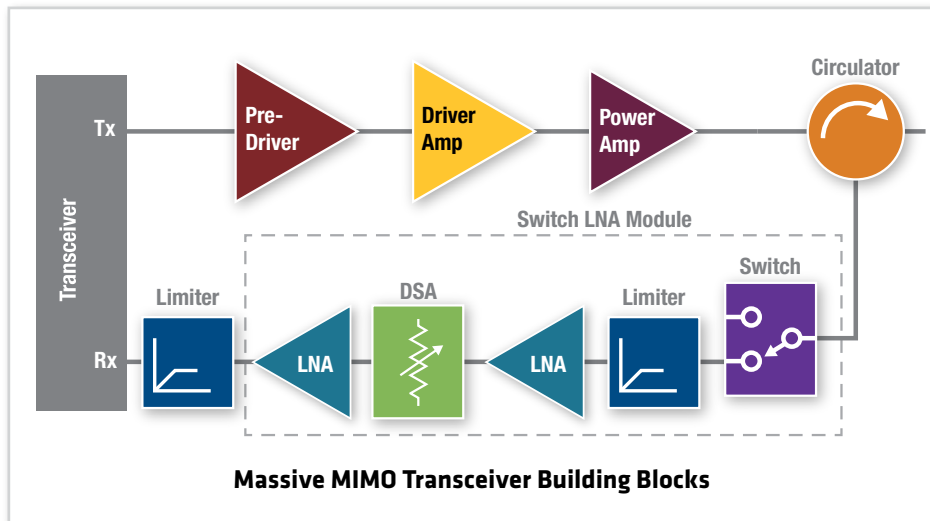 Circulator
Tx
Pre-
Driver
Driver
Amp
Power
Amp
Switch LNA Module
Transceiver
Switch
Limiter
DSA
Limiter
Rx
LNA
LNA
Massive MIMO Transceiver Building Blocks